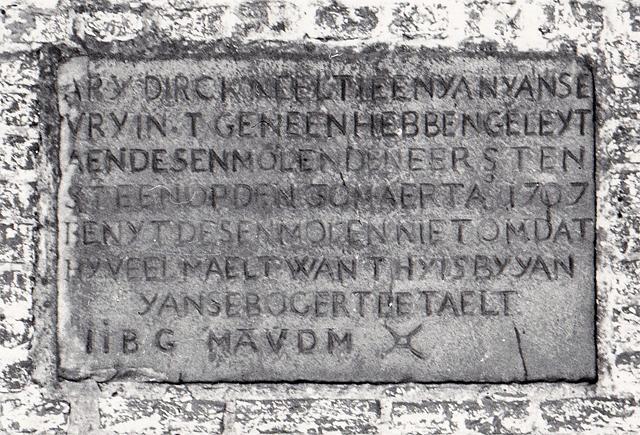 ARY DIRCK NEELTIE EN YAN YANSE
VRY IN · T GENEEN HEBBEN GELEYT
AEN DESEN MOLEN DEN EERSTEN
STEEN OP DEN 30 MAERT Aº 1707
BENYT DESEN MOLEN NIET OMDAT
HY VEEL MAELT WANT HY IS BY YAN
YANSE BOGERT BETAELT
IIBG MAVDM